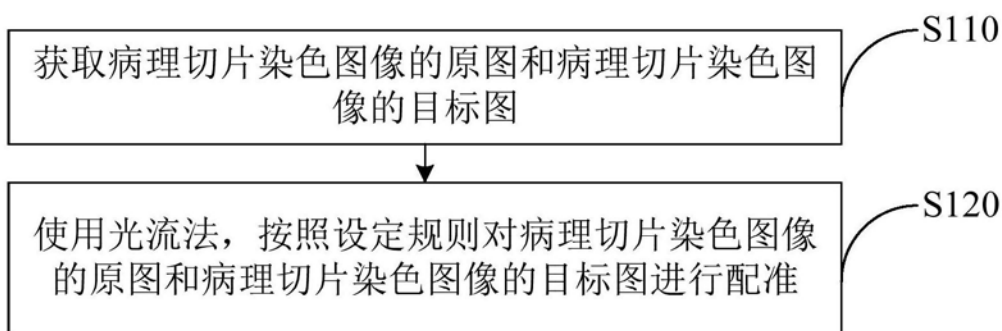 S110
获取病理切片染色图像的原图和病理切片染色图
像的目标图
S120
使用光流法，按照设定规则对病理切片染色图像
的原图和病理切片染色图像的目标图进行配准